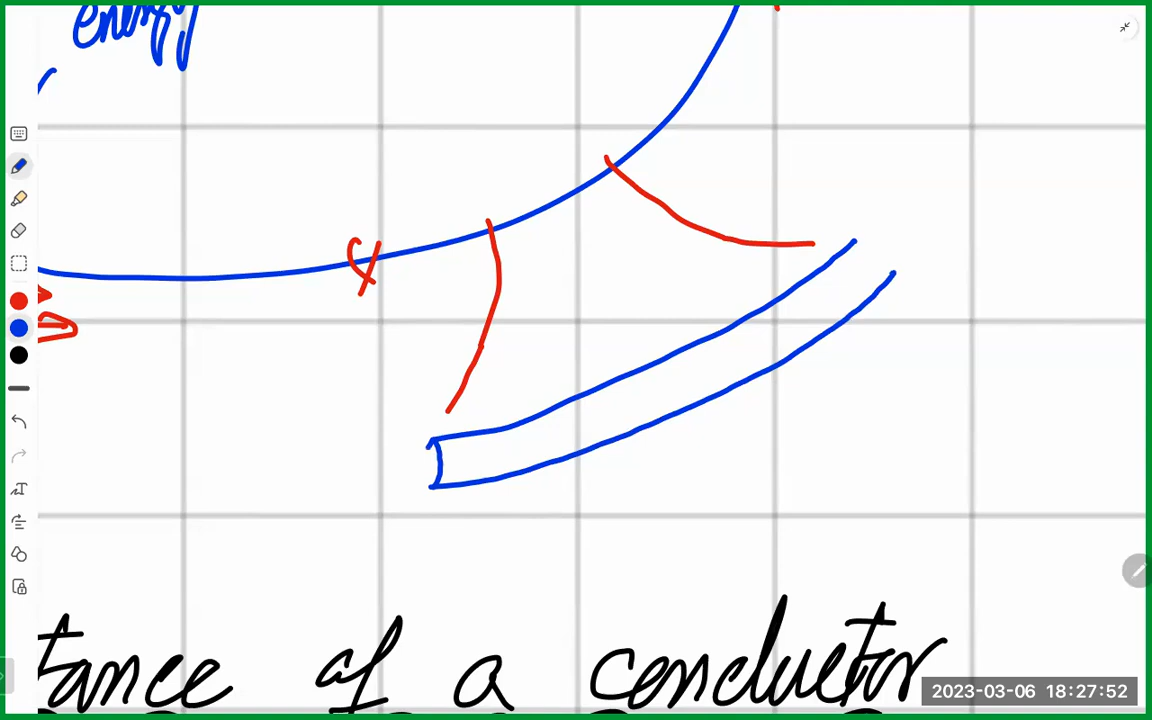 energy
tance of a conductor
2023-03-06 18:27:52